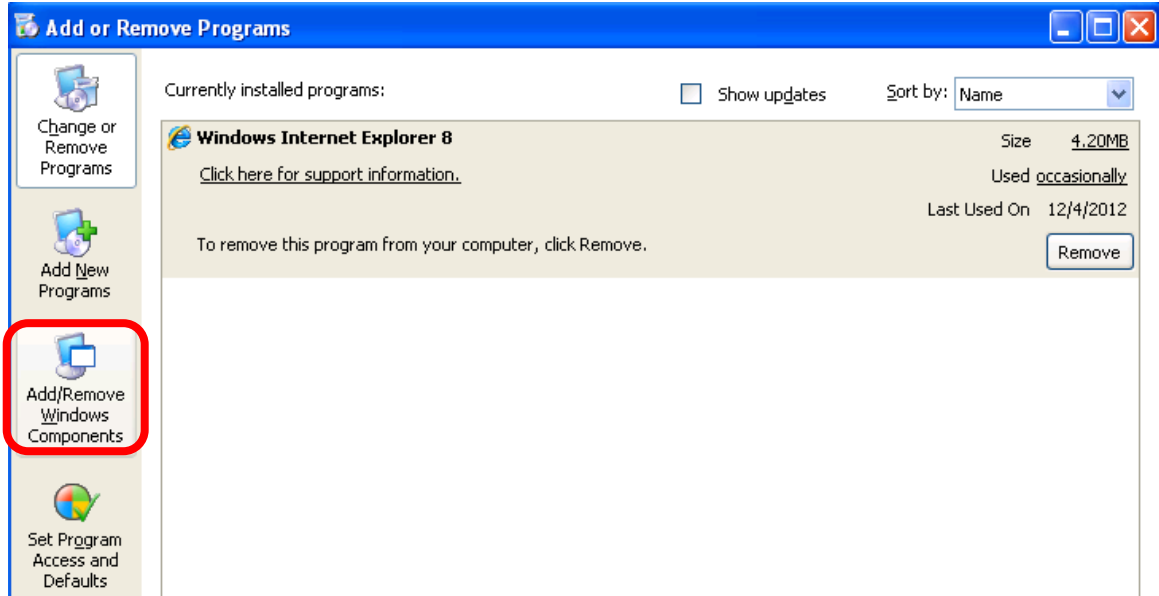 Add or Remove Programs
Change or
Remove
Programs
Add New
Programs
Add/Remove
Windows
Components
Set Program
Access and
Defaults
Currently installed programs:
Show updates
Sort by: Name
Windows Internet Explorer 8
Size 4.20MB
Click here for support information.
Used occasionally
Last Used On 12/4/2012
To remove this program from your computer, click Remove.
Remove